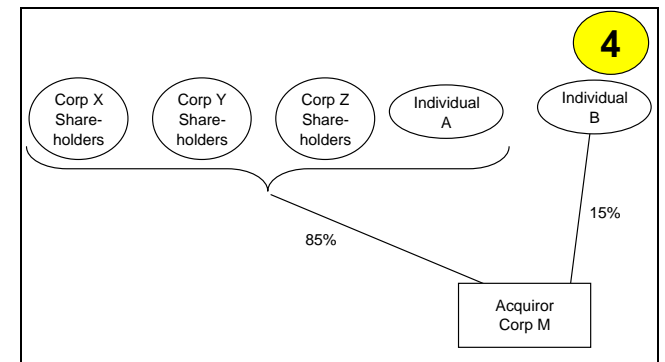 4
Corp X
Share-
holders
Corp Y
Share-
holders
Corp Z
Share-
holders
Individual
A
Individual
B
85%
15%
Acquiror
Corp M